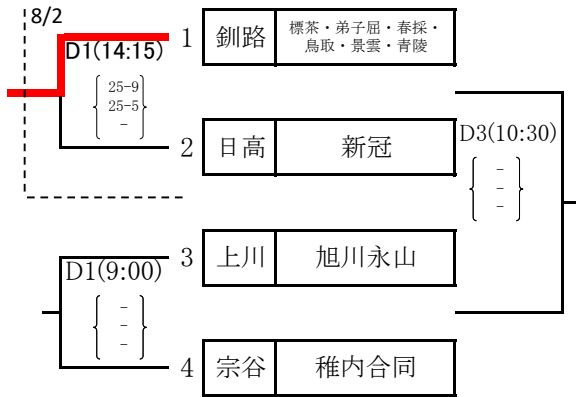 8/2
D1(14:15)
1 釧路 標茶・弟子屈・春採・
鳥取・景雲・青陵
25-9
25-5
-
2 日高 新冠
D3(10:30)
-
-
-
3 上川 旭川永山
D1(9:00)
-
-
-
4 宗谷 稚内合同